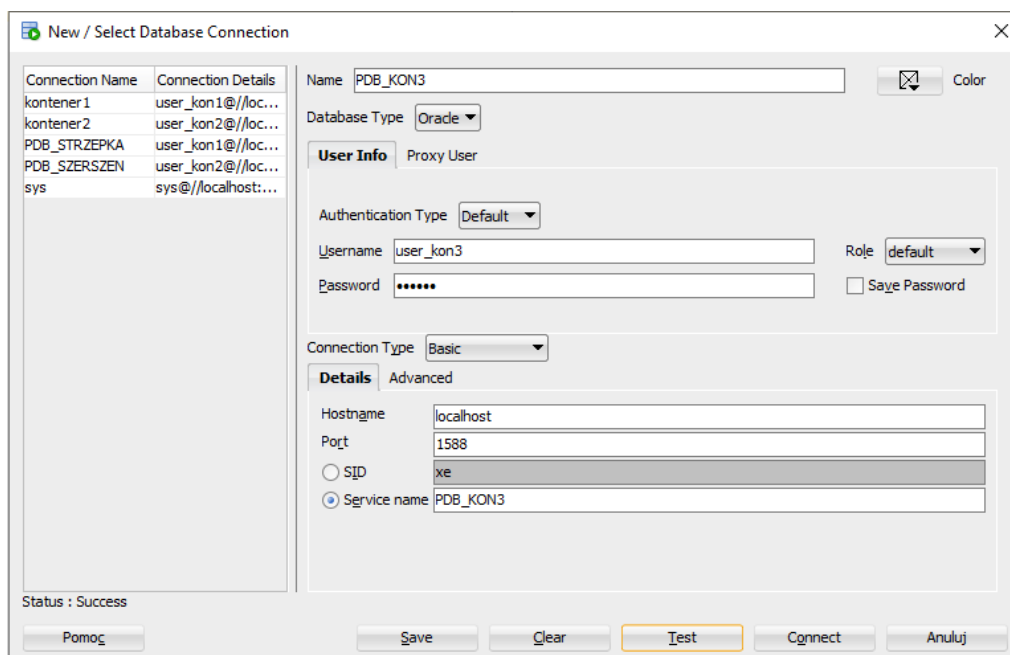 New / Select Database Connection
Connection Name Connection Details
kontener1 user_kon1@//loc...
kontener2 user_kon2@//loc...
PDB_STRZEPKA user_kon1@//loc...
PDB_SZERSZEN user_kon2@//loc...
sys sys@//localhost:...
Status : Success
Name PDB_KON3 Color
Database Type Oracle
User Info Proxy User
Authentication Type Default
Username user_kon3 Role default
Password •••••• Save Password
Connection Type Basic
Details Advanced
Hostname localhost
Port 1588
SID xe
Service name PDB_KON3
Pomoc Save Clear Test Connect Anuluj